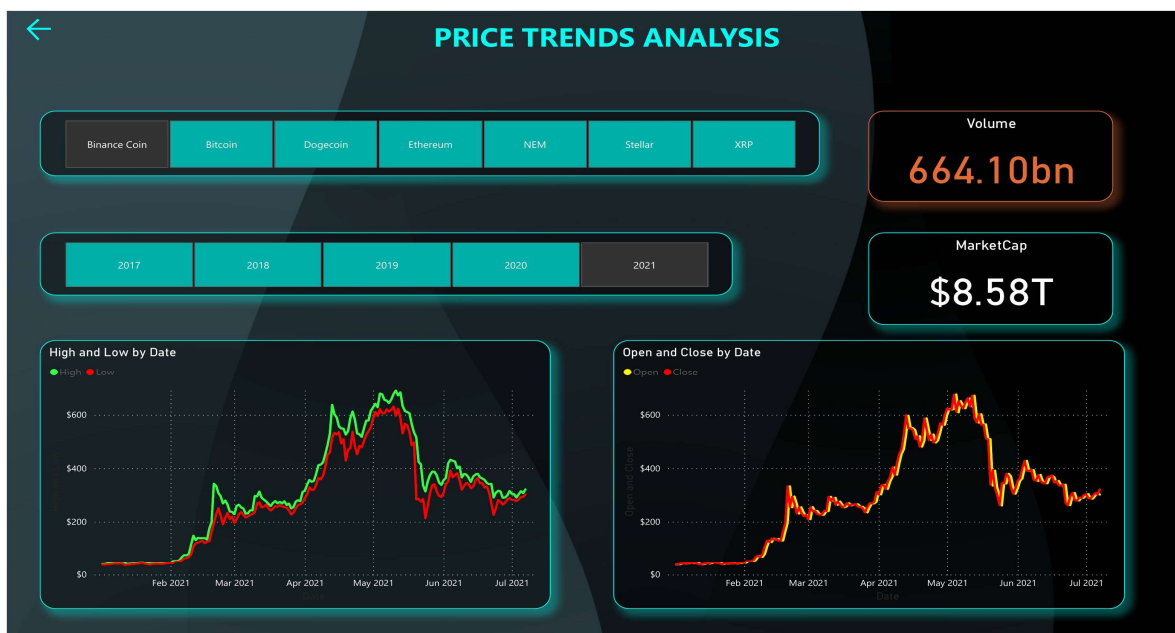 PRICE TRENDS ANALYSIS
Binance Coin
Bitcoin
Dogecoin
Ethereum
NEM
Stellar
XRP
Volume
664.10bn
2017
2018
2019
2020
2021
MarketCap
$8.58T
High and Low by Date
High
Low
$600
$400
$200
$0
Feb 2021
Mar 2021
Apr 2021
May 2021
Jun 2021
Jul 2021
Date
Open and Close by Date
Open
Close
Open and Close
$600
$400
$200
$0
Feb 2021
Mar 2021
Apr 2021
May 2021
Jun 2021
Jul 2021
Date